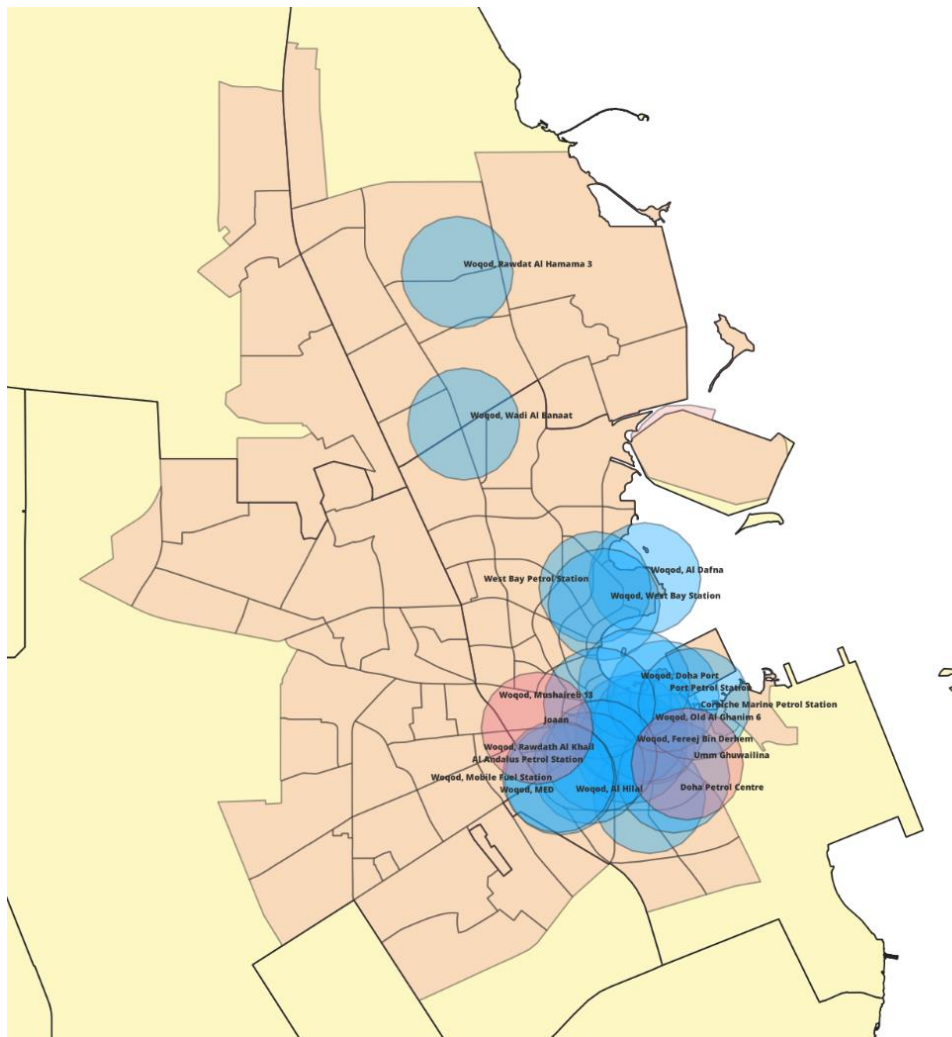 Woqod, Rawdat Al Hamama 3
Woqod, Wadi Al Banaat
Woqod, Al Dafna
West Bay Petrol Station
Woqod, West Bay Station
Woqod, Doha Port
Port Petrol Station
Woqod, Mushaireb 13
Corniche Marine Petrol Station
Joaan
Woqod, Old Al Ghanim 6
Woqod, Fereej Bin Derhem
Woqod, Rawdath Al Khail
Umm Ghuwailina
Al Andalus Petrol Station
Woqod, Mobile Fuel Station
Woqod, MED
Woqod, Al Hilal
Doha Petrol Centre